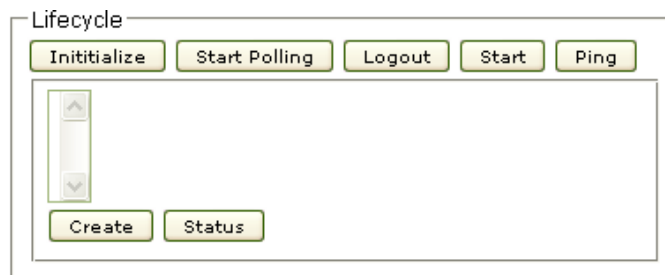 Lifecycle
Inititialize Start Polling Logout Start Ping
Create Status